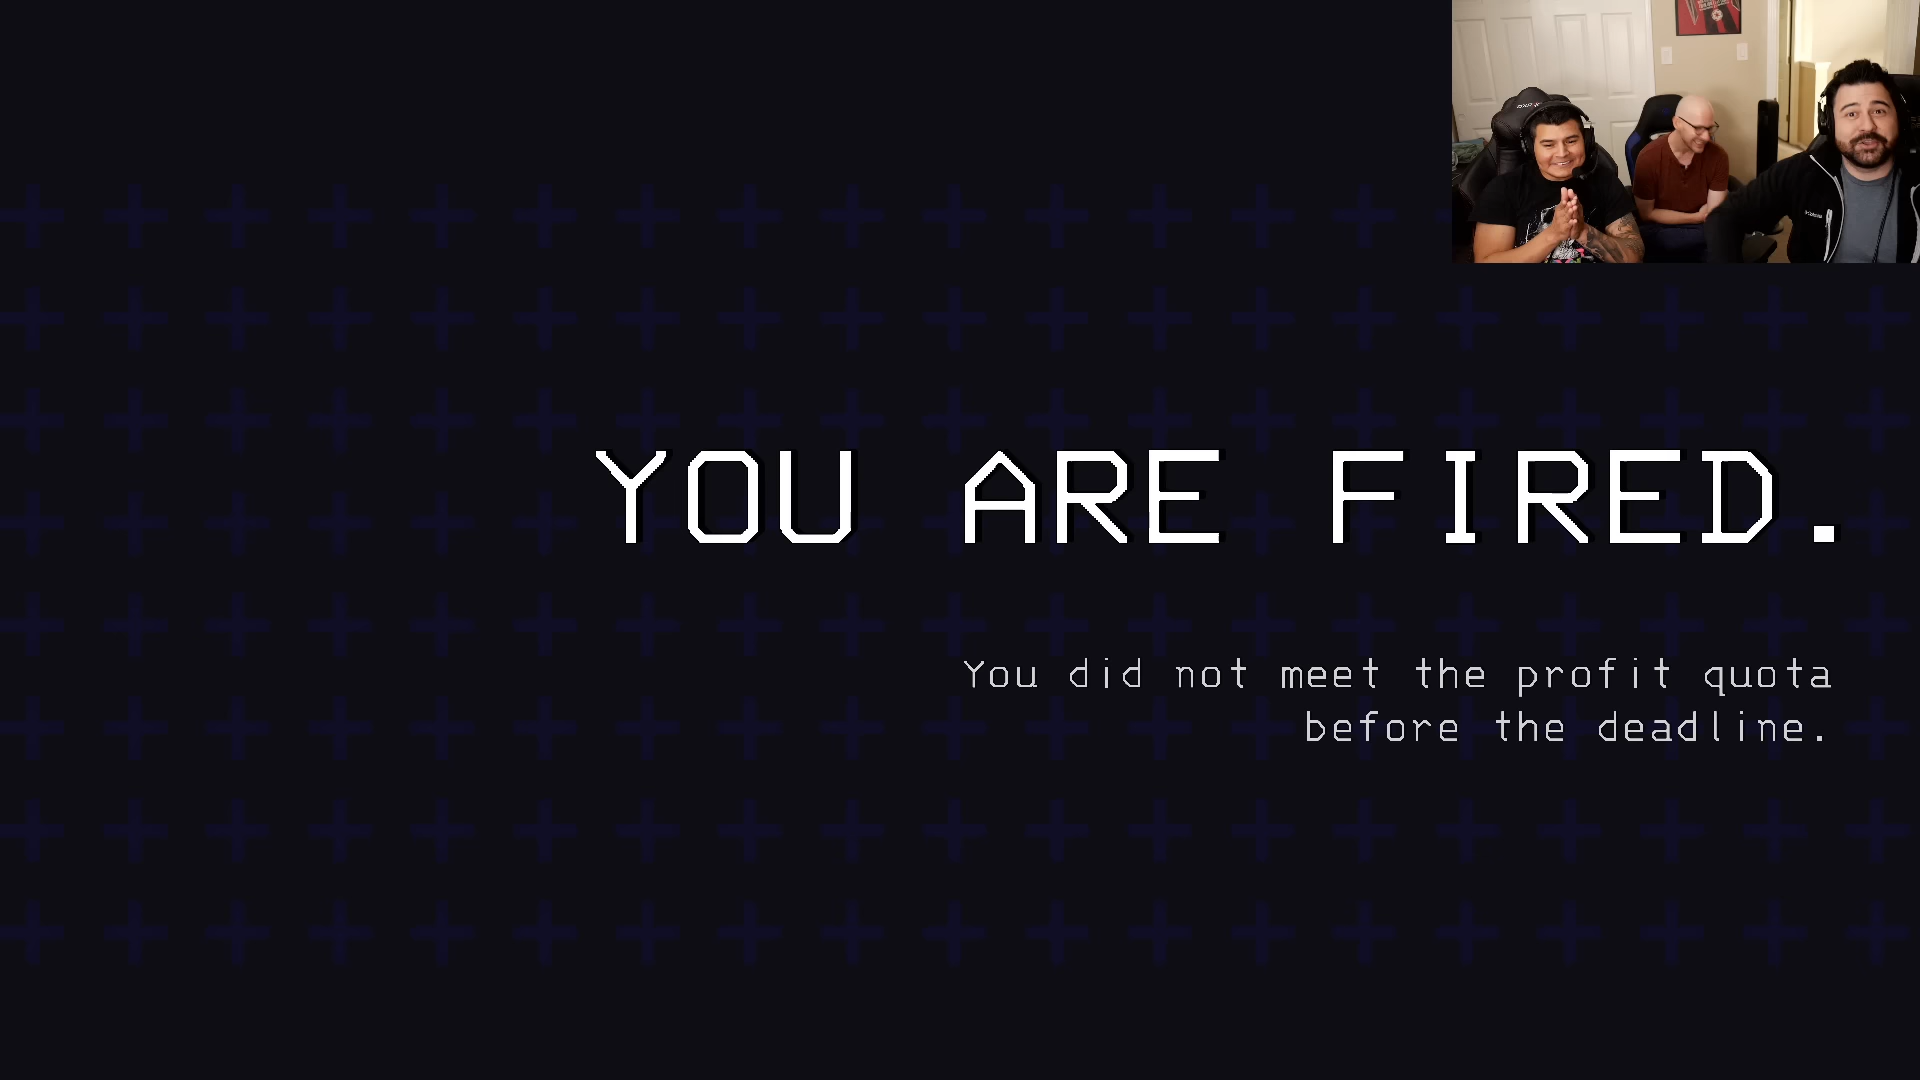 YOU ARE FIRED.
You did not meet the profit quota
before the deadline.